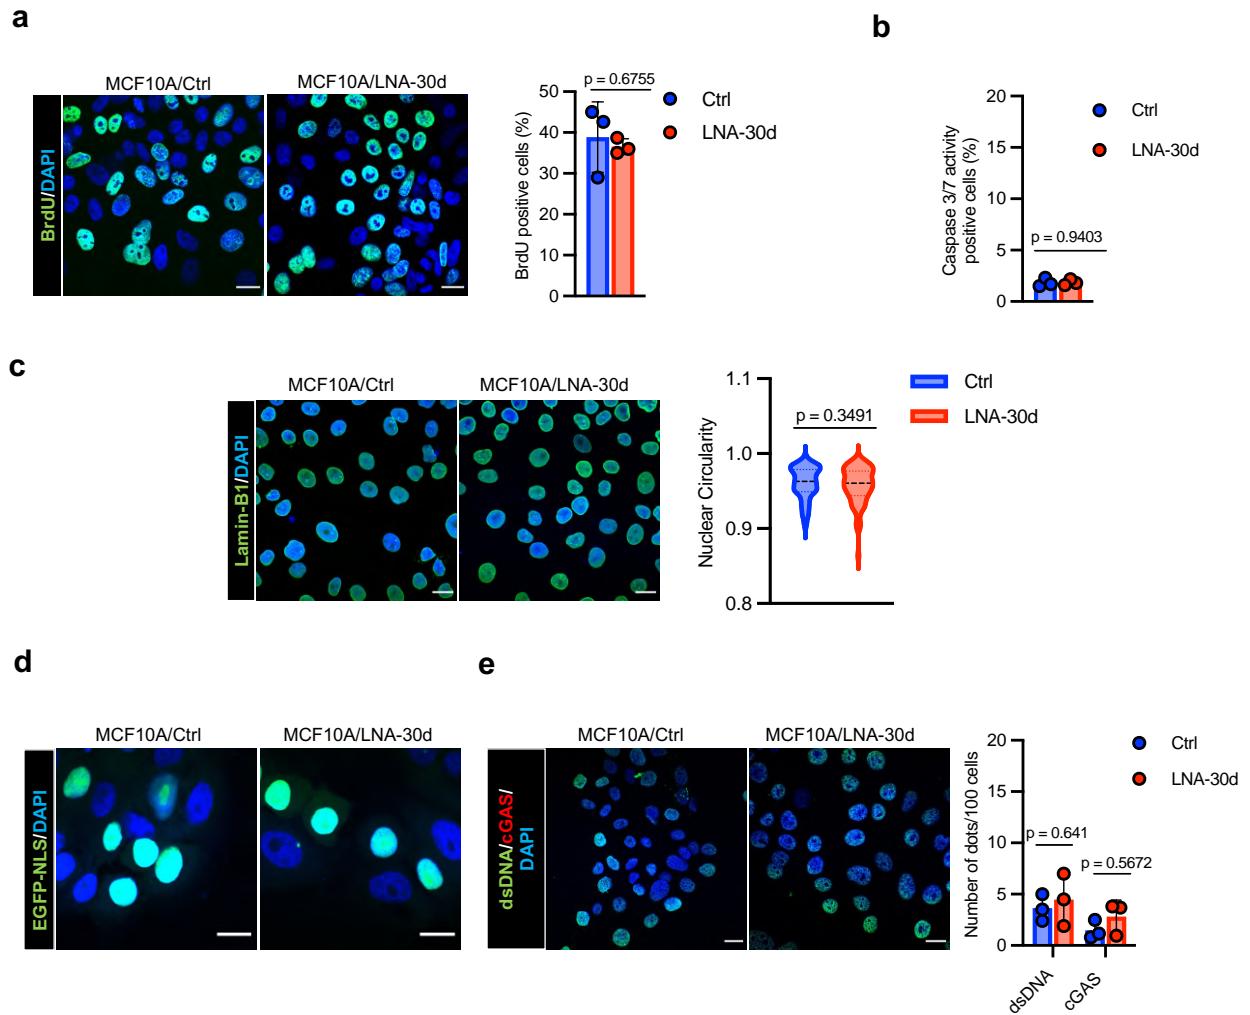 a
MCF10A/Ctrl
MCF10A/LNA-30d
BrdU/DAPI
BrdU positive cells (%)
50
40
30
20
10
0
p = 0.6755
Ctrl
LNA-30d
b
Caspase 3/7 activity
positive cells (%)
20
15
10
5
0
p = 0.9403
Ctrl
LNA-30d
c
MCF10A/Ctrl
MCF10A/LNA-30d
Lamin-B1/DAPI
Nuclear Circularity
1.1
1.0
0.9
0.8
p = 0.3491
Ctrl
LNA-30d
d
MCF10A/Ctrl
MCF10A/LNA-30d
EGFP-NLS/DAPI
e
MCF10A/Ctrl
MCF10A/LNA-30d
dsDNA/cGAS/
DAPI
Number of dots/100 cells
20
15
10
5
0
p = 0.641
p = 0.5672
dsDNA
cGAS
Ctrl
LNA-30d